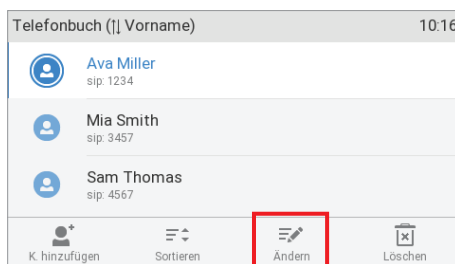 Telefonbuch (⇅ Vorname) 10:16
Ava Miller
sip: 1234
Mia Smith
sip: 3457
Sam Thomas
sip: 4567
K. hinzufügen Sortieren Ändern Löschen